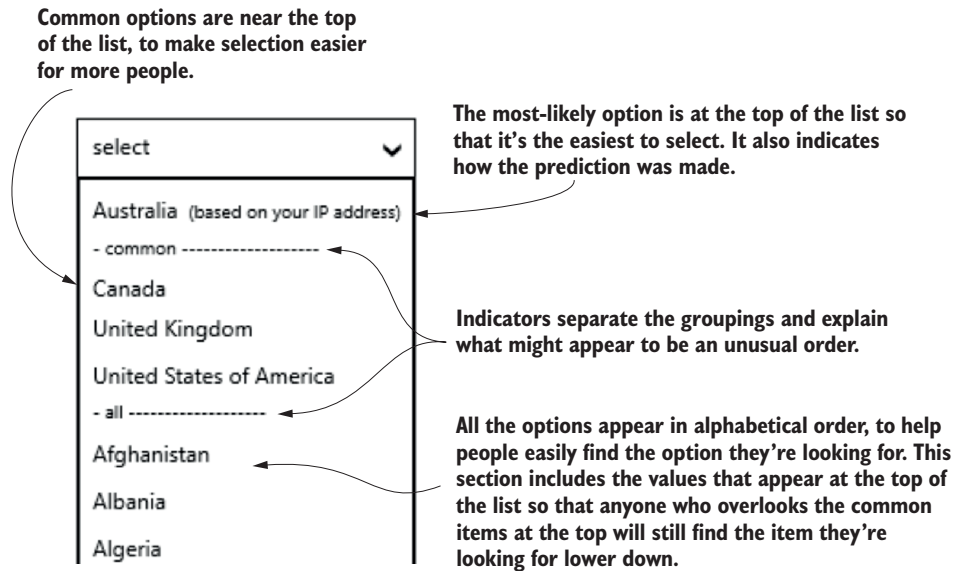 Common options are near the top
of the list, to make selection easier
for more people.
The most-likely option is at the top of the list so
that it's the easiest to select. It also indicates
how the prediction was made.
select
Australia (based on your IP address)
- common -------------------
Canada
United Kingdom
United States of America
- all -------------------
Afghanistan
Albania
Algeria
Indicators separate the groupings and explain
what might appear to be an unusual order.
All the options appear in alphabetical order, to help
people easily find the option they're looking for. This
section includes the values that appear at the top of
the list so that anyone who overlooks the common
items at the top will still find the item they're
looking for lower down.